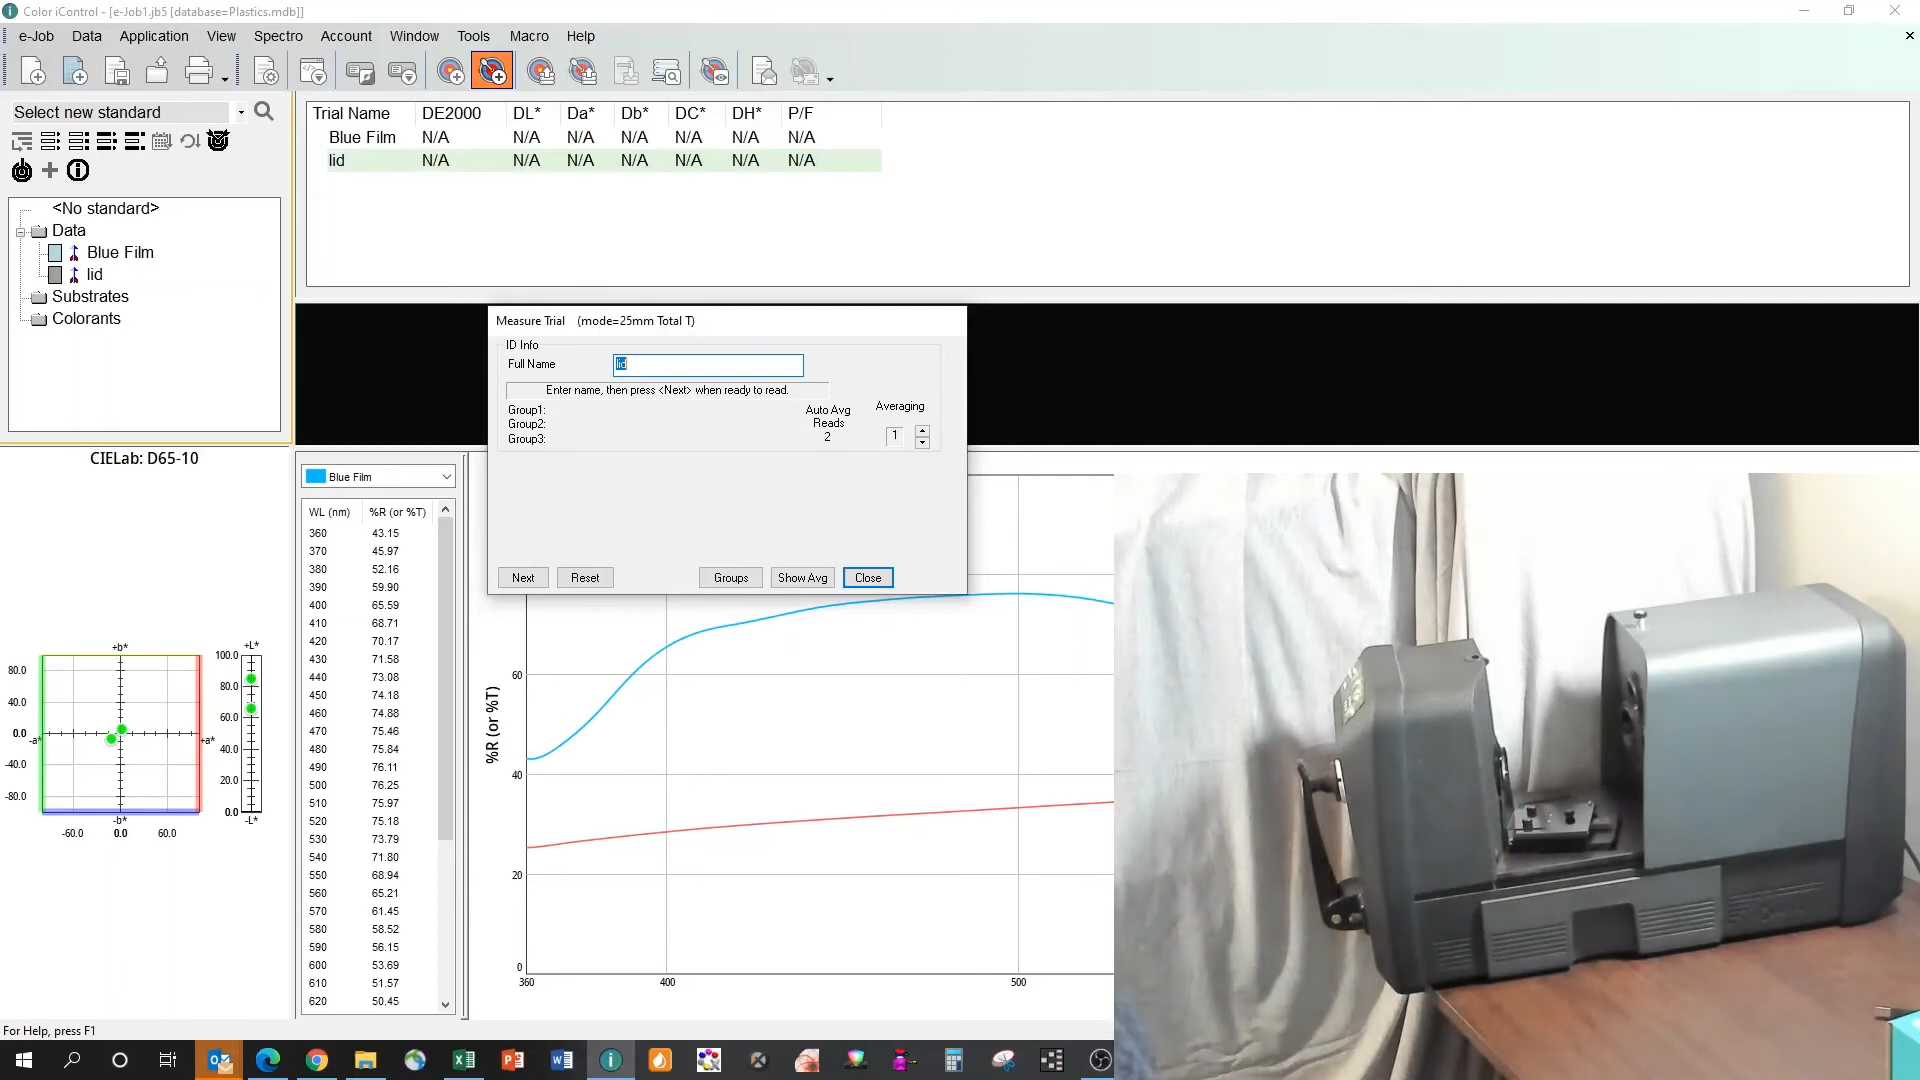 Color iControl - [e-Job1.jb5 [database=Plastics.mdb]]
e-Job Data Application View Spectro Account Window Tools Macro Help
Select new standard
<No standard>
Data
Blue Film
lid
Substrates
Colorants
Trial Name DE2000 DL* Da* Db* DC* DH* P/F
Blue Film N/A N/A N/A N/A N/A N/A N/A
lid N/A N/A N/A N/A N/A N/A N/A
Measure Trial (mode=25mm Total T)
ID Info
Full Name lid
Enter name, then press <Next> when ready to read.
Group1:
Group2:
Group3:
Auto Avg
Reads
2
Averaging
1
Next Reset Groups Show Avg Close
CIELab: D65-10
+b*
80.0
40.0
0.0
-40.0
-80.0
-a*
+a*
-b*
-60.0 0.0 60.0
+L*
100.0
80.0
60.0
40.0
20.0
0.0
-L*
Blue Film
WL (nm) %R (or %T)
360 43.15
370 45.97
380 52.16
390 59.90
400 65.59
410 68.71
420 70.17
430 71.58
440 73.08
450 74.18
460 74.88
470 75.46
480 75.84
490 76.11
500 76.25
510 75.97
520 75.18
530 73.79
540 71.80
550 68.94
560 65.21
570 61.45
580 58.52
590 56.15
600 53.69
610 51.57
620 50.45
%R (or %T)
60
40
20
0
360 400 500
For Help, press F1